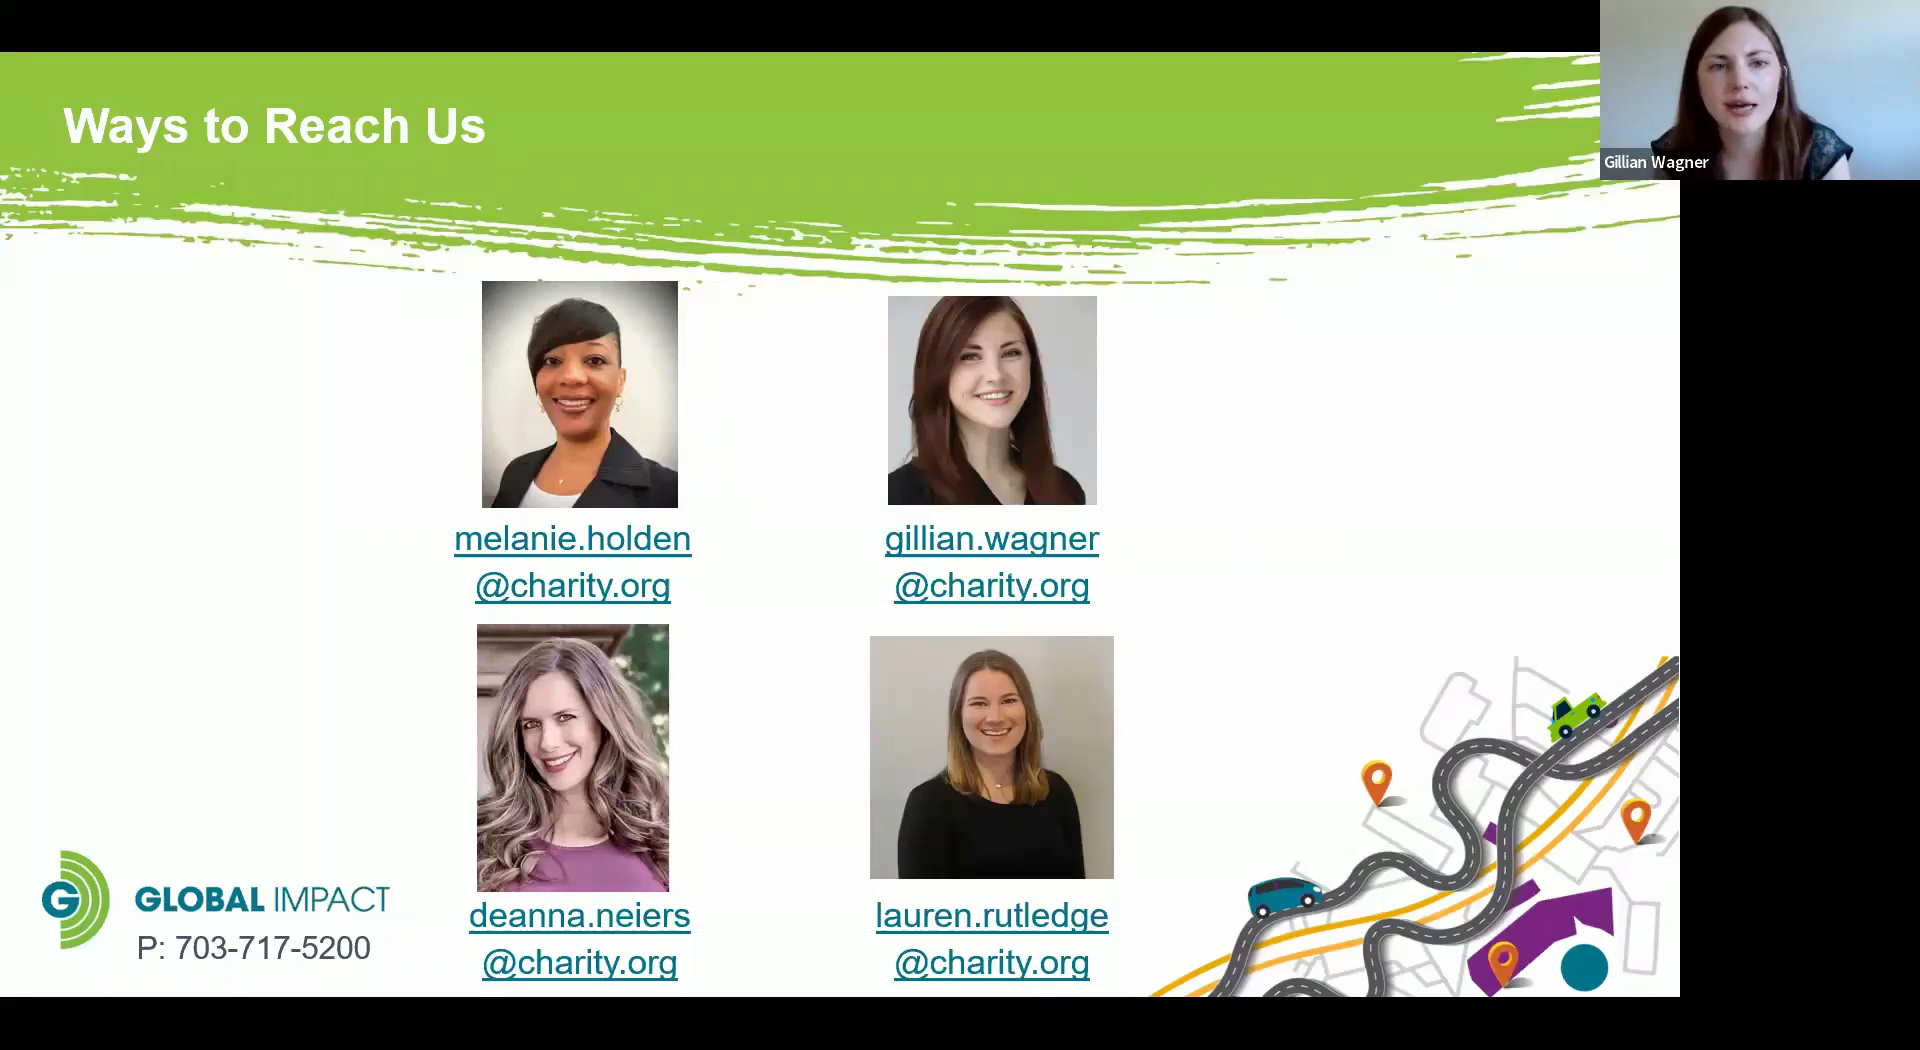 Ways to Reach Us
Gillian Wagner
melanie.holden
@charity.org
gillian.wagner
@charity.org
deanna.neiers
@charity.org
lauren.rutledge
@charity.org
G
GLOBAL IMPACT
P: 703-717-5200